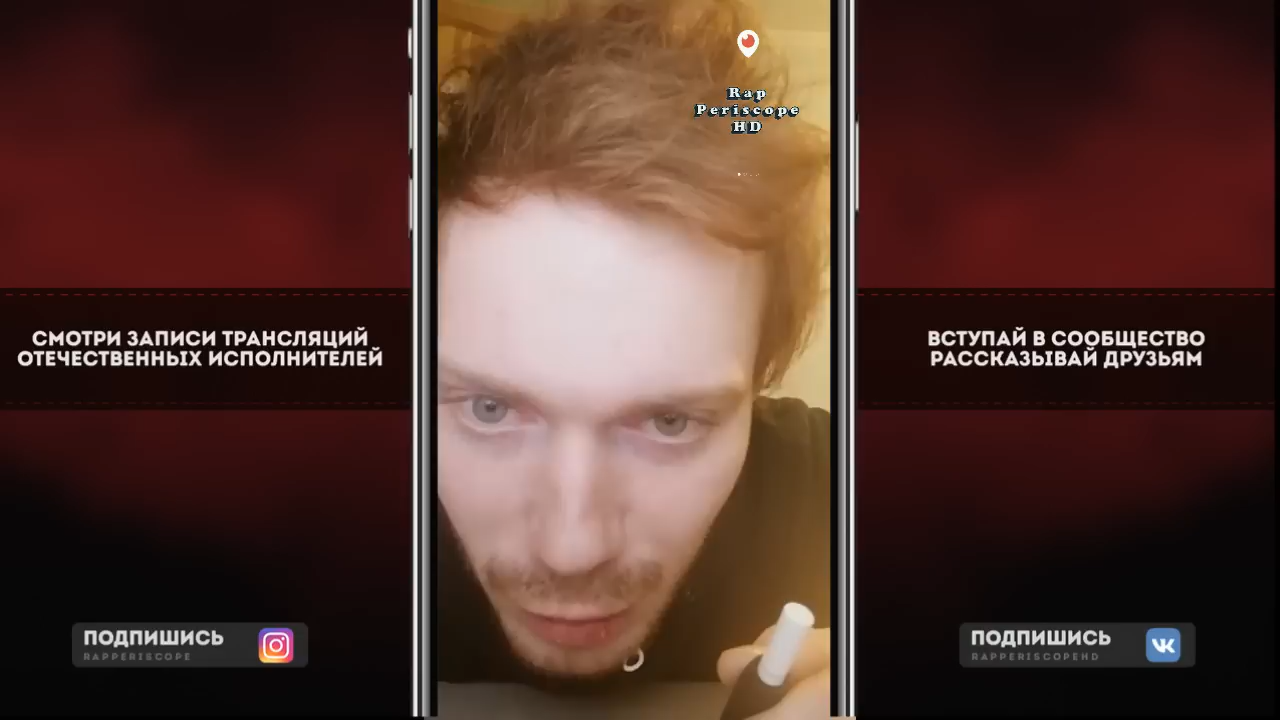 Rap
Periscope
HD
СМОТРИ ЗАПИСИ ТРАНСЛЯЦИЙ
ОТЕЧЕСТВЕННЫХ ИСПОЛНИТЕЛЕЙ
ВСТУПАЙ В СООБЩЕСТВО
РАССКАЗЫВАЙ ДРУЗЬЯМ
ПОДПИШИСЬ
RAPPERISCOPE
ПОДПИШИСЬ
RAPPERISCOPEHD